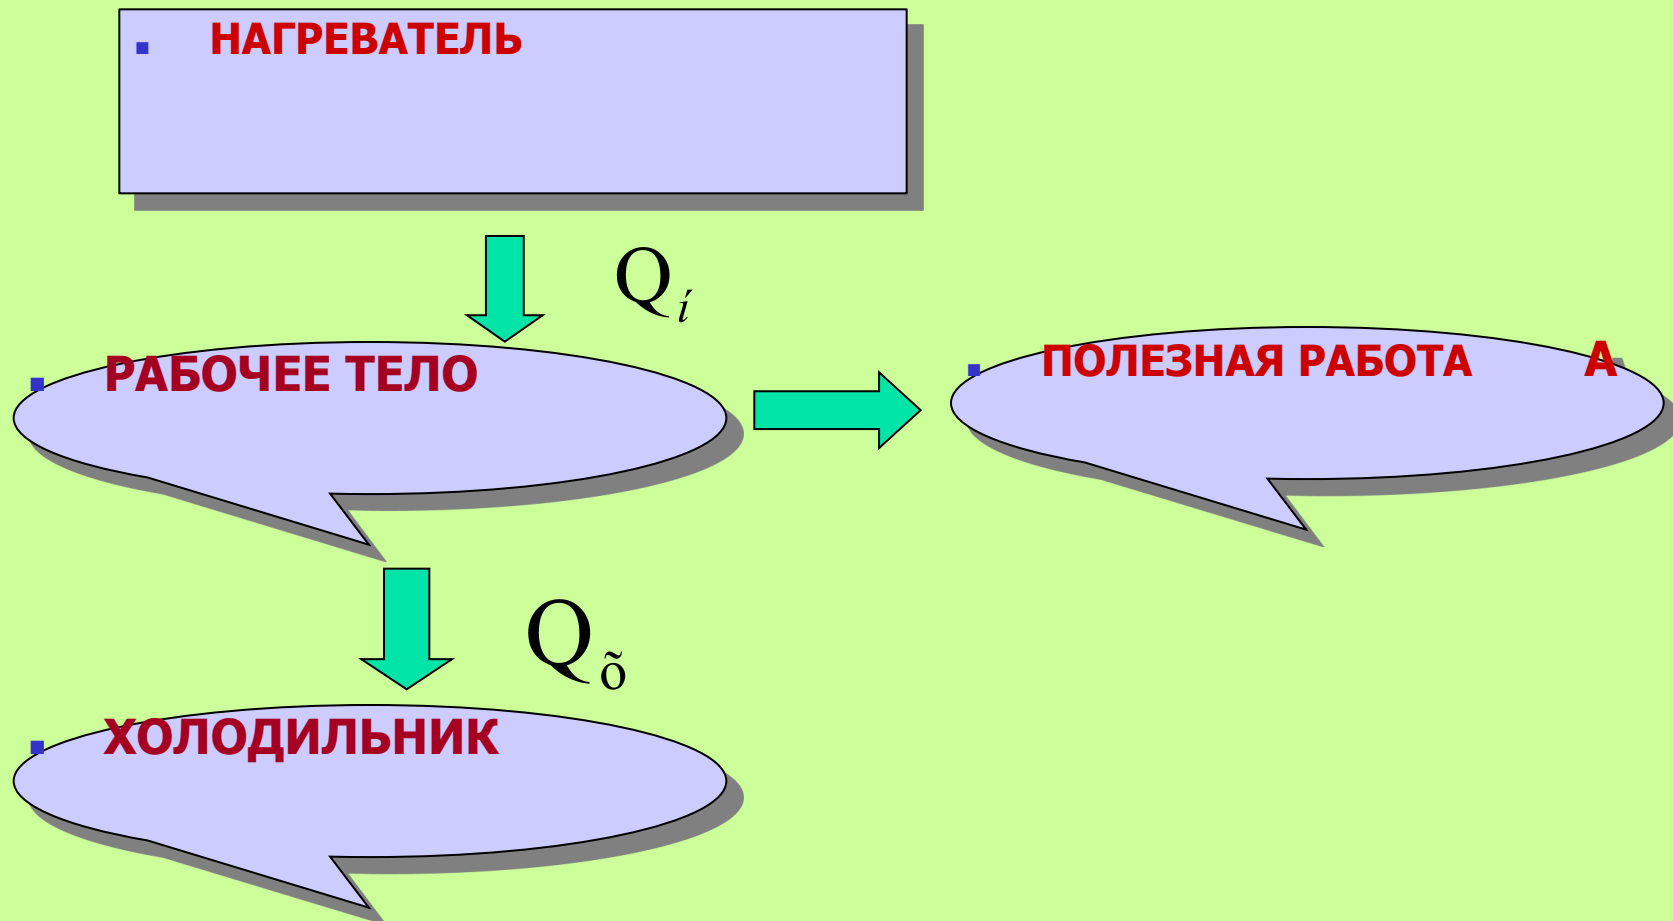 НАГРЕВАТЕЛЬ
Qí
РАБОЧЕЕ ТЕЛО
ПОЛЕЗНАЯ РАБОТА А
Qõ
ХОЛОДИЛЬНИК